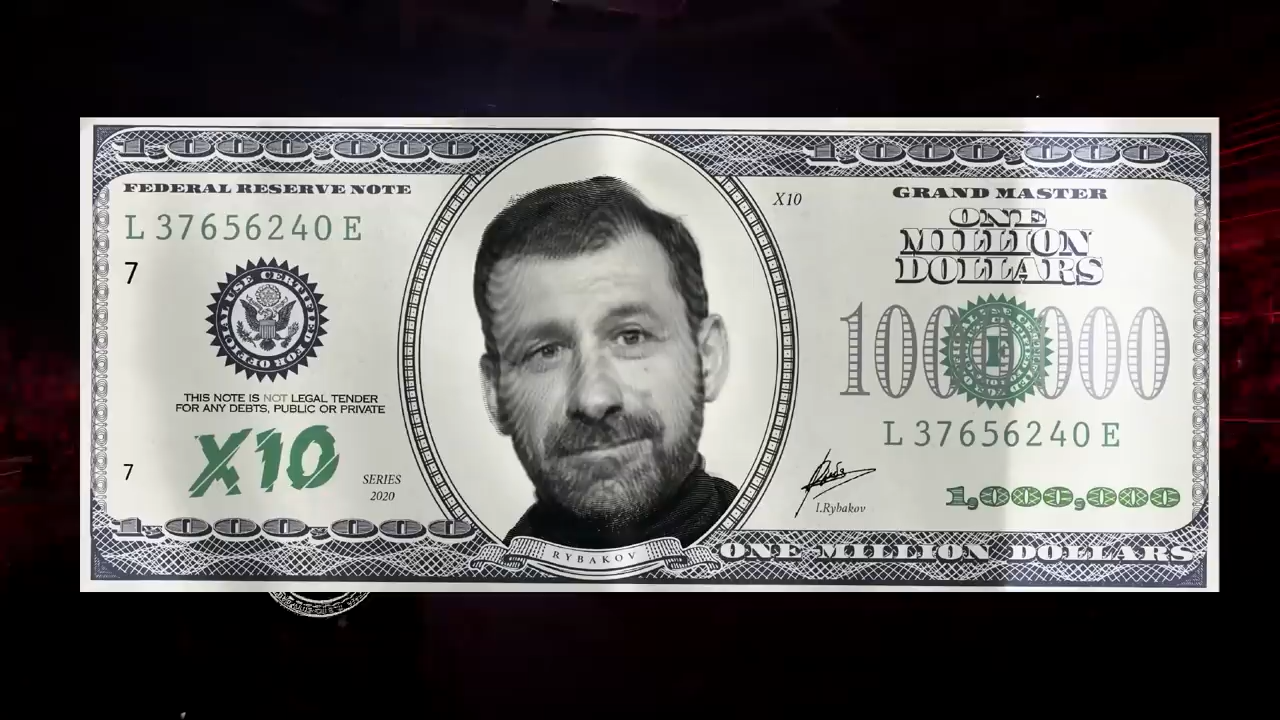 1,000,000
1,000,000
FEDERAL RESERVE NOTE
L 37656240 E
7
THIS NOTE IS NOT LEGAL TENDER
FOR ANY DEBTS, PUBLIC OR PRIVATE
X10
7
SERIES
2020
1,000,000
RYBAKOV
X10
GRAND MASTER
ONE
MILLION
DOLLARS
L 37656240 E
I.Rybakov
1,000,000
ONE MILLION DOLLARS